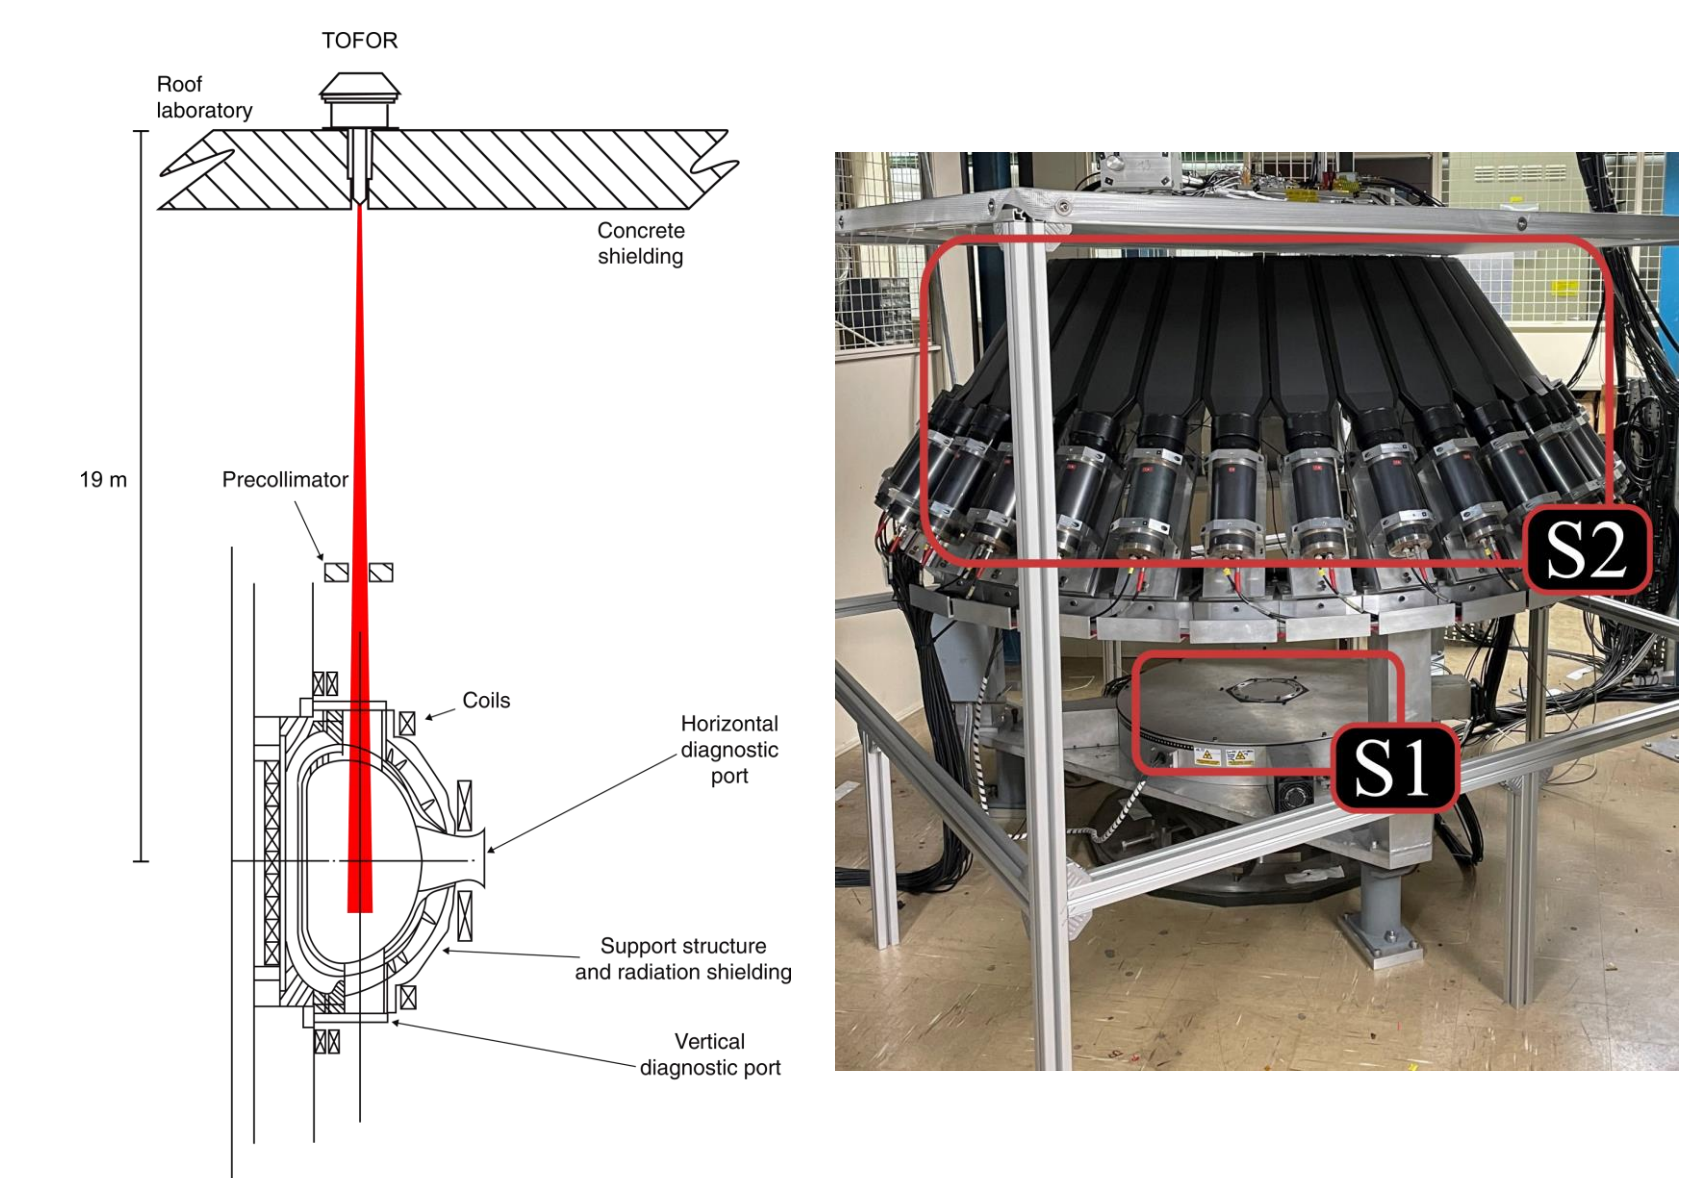 TOFOR
Roof
laboratory
Concrete
shielding
19 m
Precollimator
Coils
Horizontal
diagnostic
port
Support structure
and radiation shielding
Vertical
diagnostic port
S2
S1